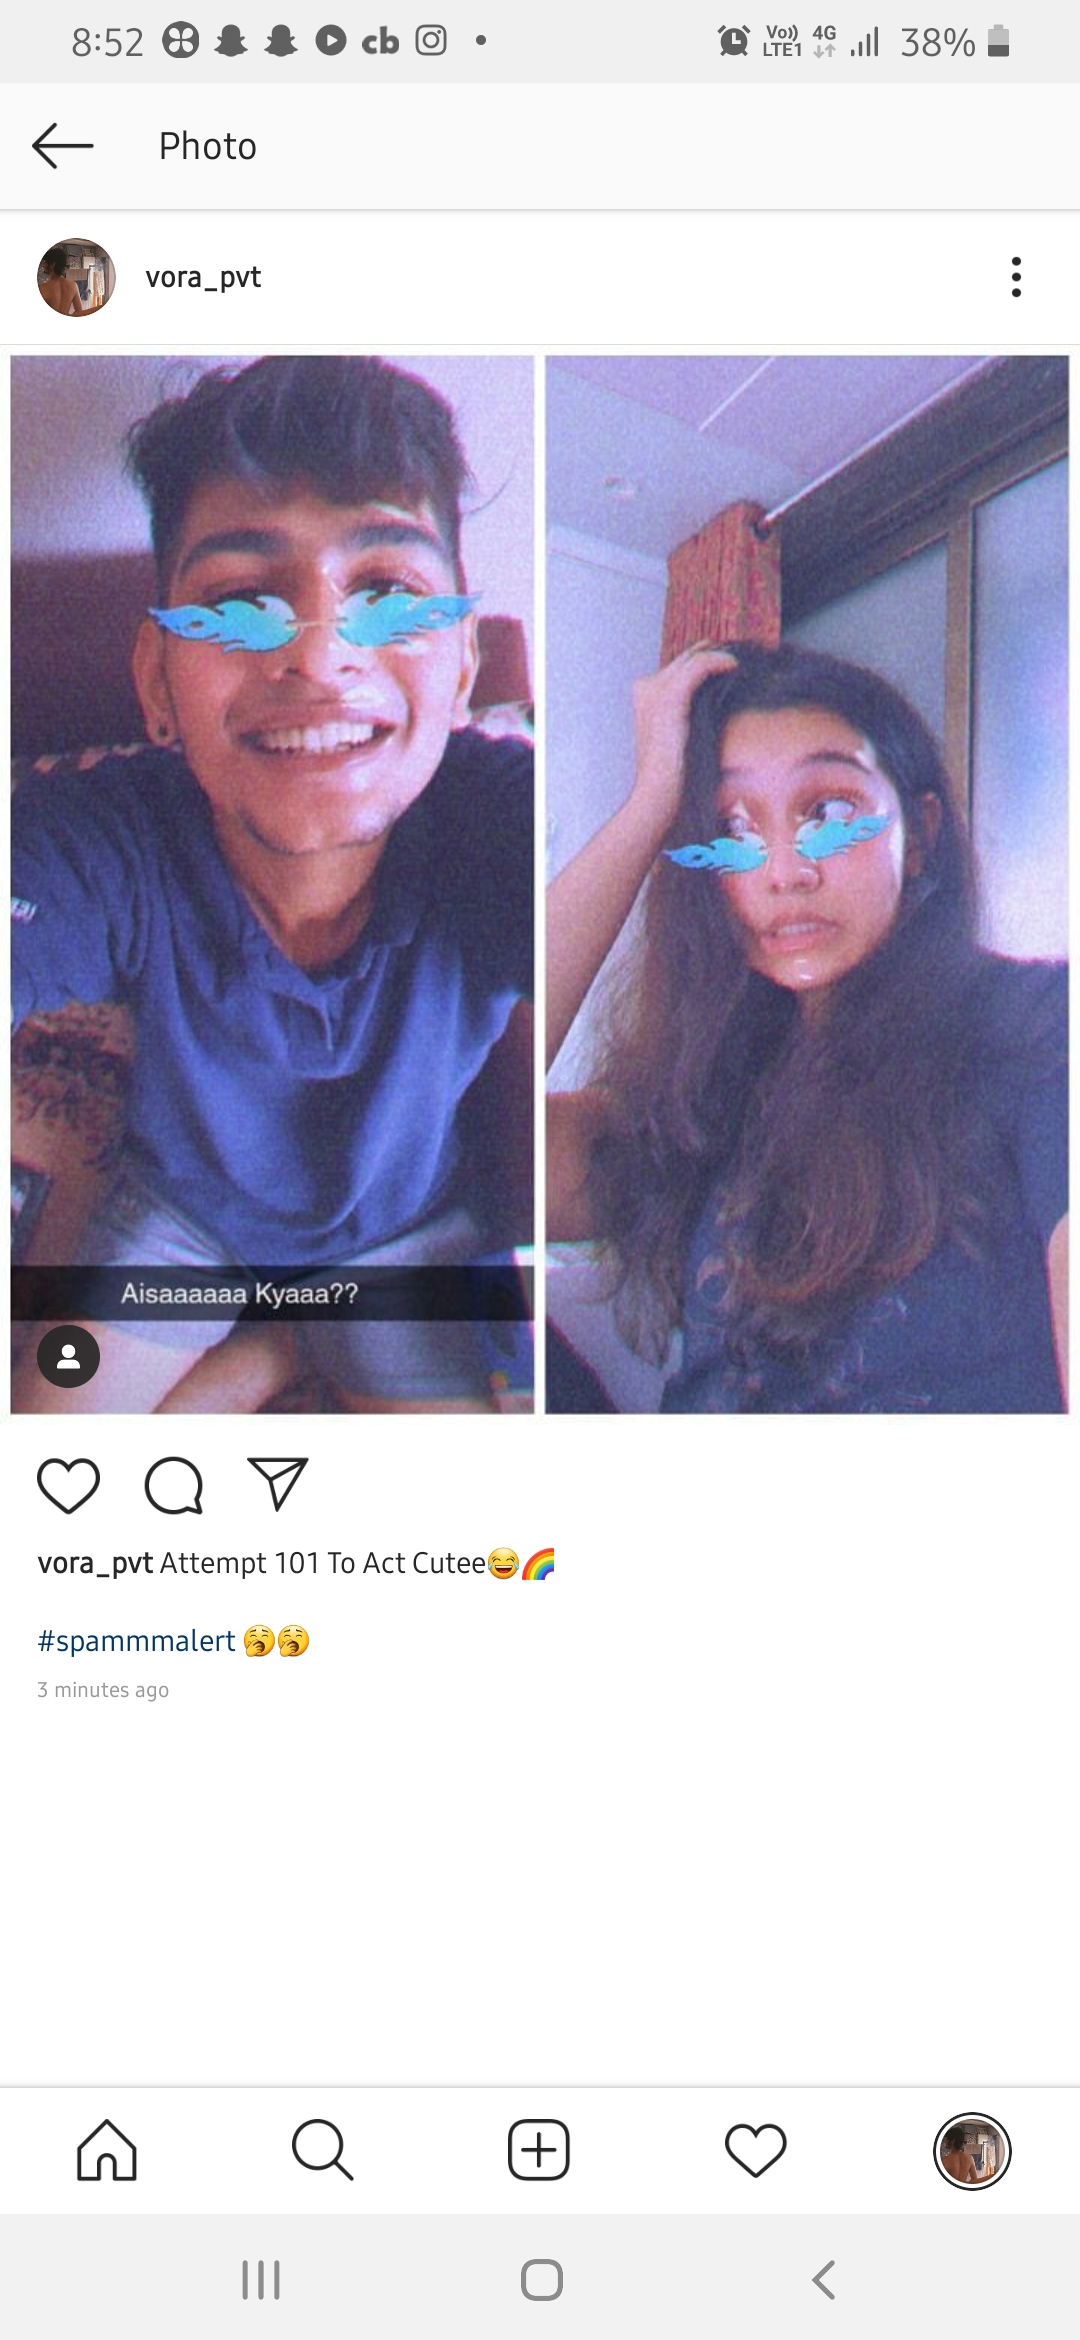 8:52 cb Vo)) LTE1 4G 38%
Photo
vora_pvt
Aisaaaaaa Kyaaa??
vora_pvt Attempt 101 To Act Cutee😂🌈
#spammmalert 🥱🥱
3 minutes ago